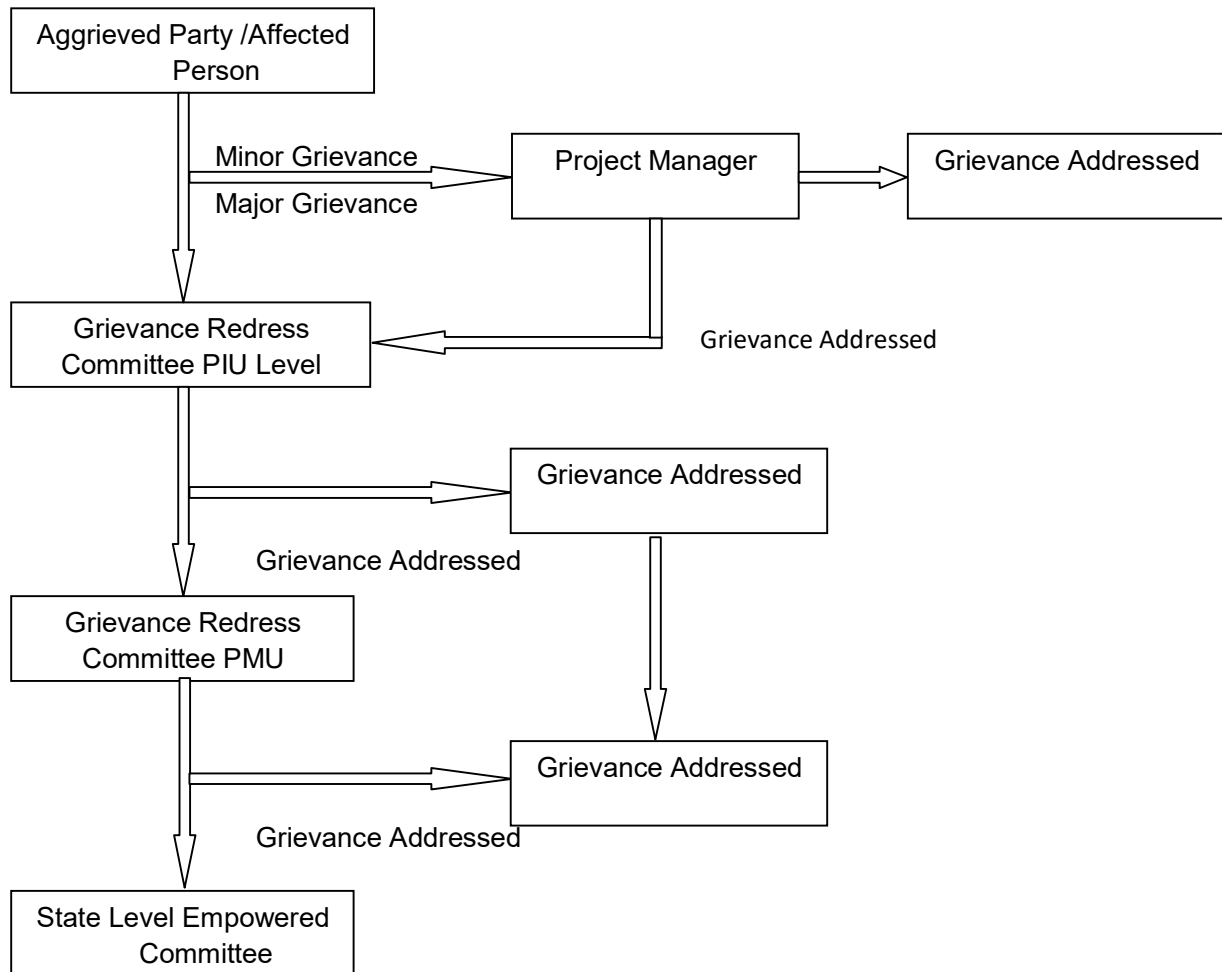 Aggrieved Party /Affected
Person
Minor Grievance
Project Manager
Grievance Addressed
Major Grievance
Grievance Redress
Committee PIU Level
Grievance Addressed
Grievance Addressed
Grievance Addressed
Grievance Redress
Committee PMU
Grievance Addressed
Grievance Addressed
State Level Empowered
Committee